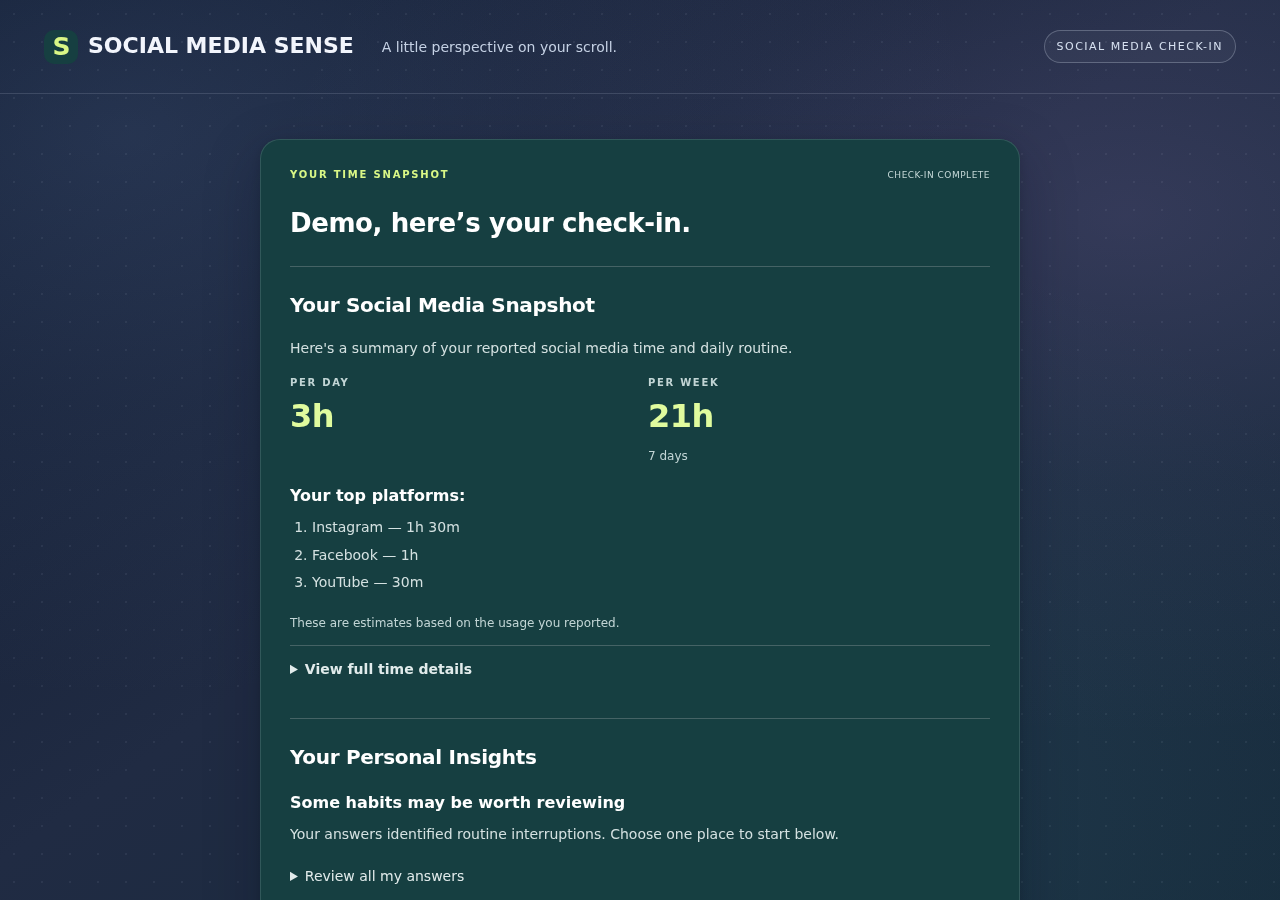 S SOCIAL MEDIA SENSE A little perspective on your scroll. SOCIAL MEDIA CHECK-IN
YOUR TIME SNAPSHOT CHECK-IN COMPLETE
Demo, here’s your check-in.
Your Social Media Snapshot
Here's a summary of your reported social media time and daily routine.
PER DAY PER WEEK
3h 21h
7 days
Your top platforms:
1. Instagram — 1h 30m
2. Facebook — 1h
3. YouTube — 30m
These are estimates based on the usage you reported.
View full time details
Your Personal Insights
Some habits may be worth reviewing
Your answers identified routine interruptions. Choose one place to start below.
Review all my answers